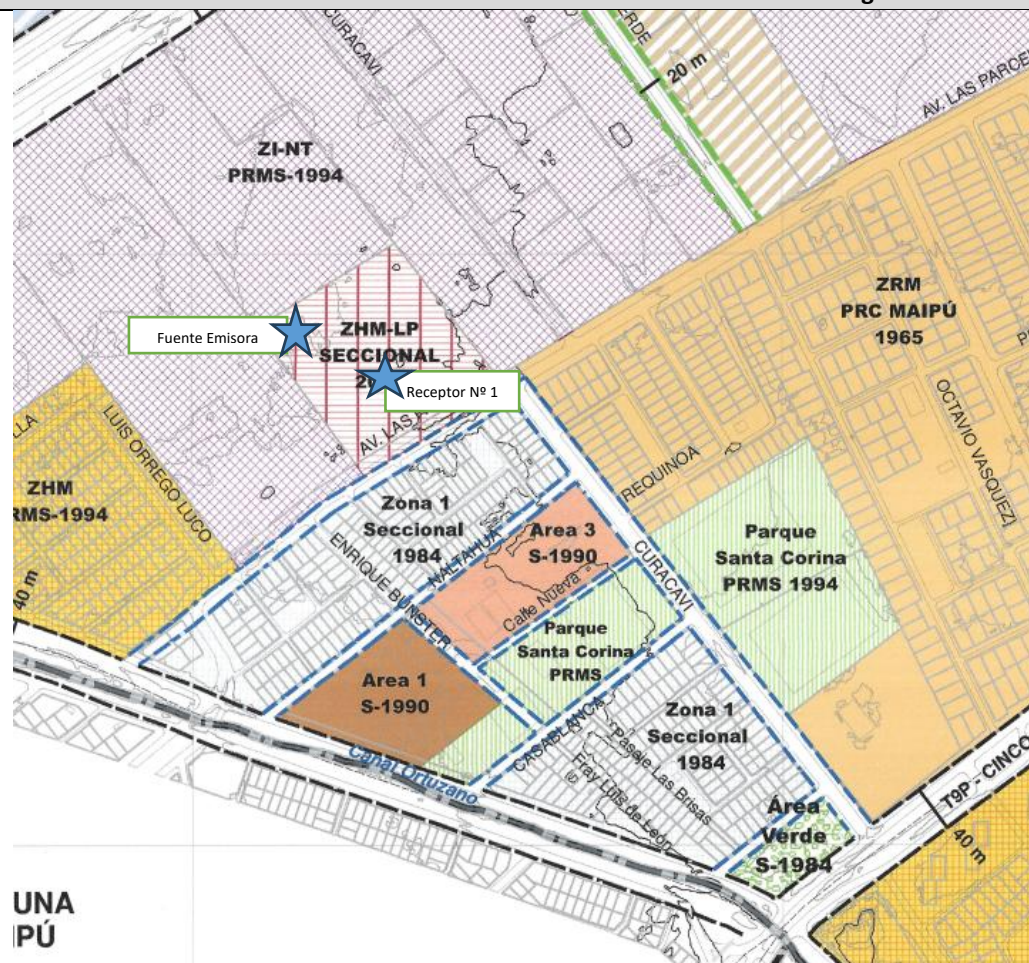 CURACAVI
20 m
AV. LAS
ZI-NT
PRMS-1994
ZRM
PRC MAIPÚ
1965
Fuente Emisora
ZHM-LP
SECCIONAL
Receptor Nº 1
AV. LAS
LUIS ORREGO LUCO
OCTAVIO VASQUEZ
REQUINOA
ZHM
RMS-1994
Zona 1
Seccional
1984
NALTAHUA
Area 3
S-1990
ENRIQUE BUNSTER
Calle Nueva
CURACAVI
Parque
Santa Corina
PRMS 1994
40 m
Parque
Santa Corina
PRMS
Area 1
S-1990
CASABLANCA
Zona 1
Seccional
1984
Pasaje Las Brisas
Fray Luis de León
Canal Ortuzano
T9P - CINCO
40 m
Área
Verde
S-1984
UNA
IPÚ